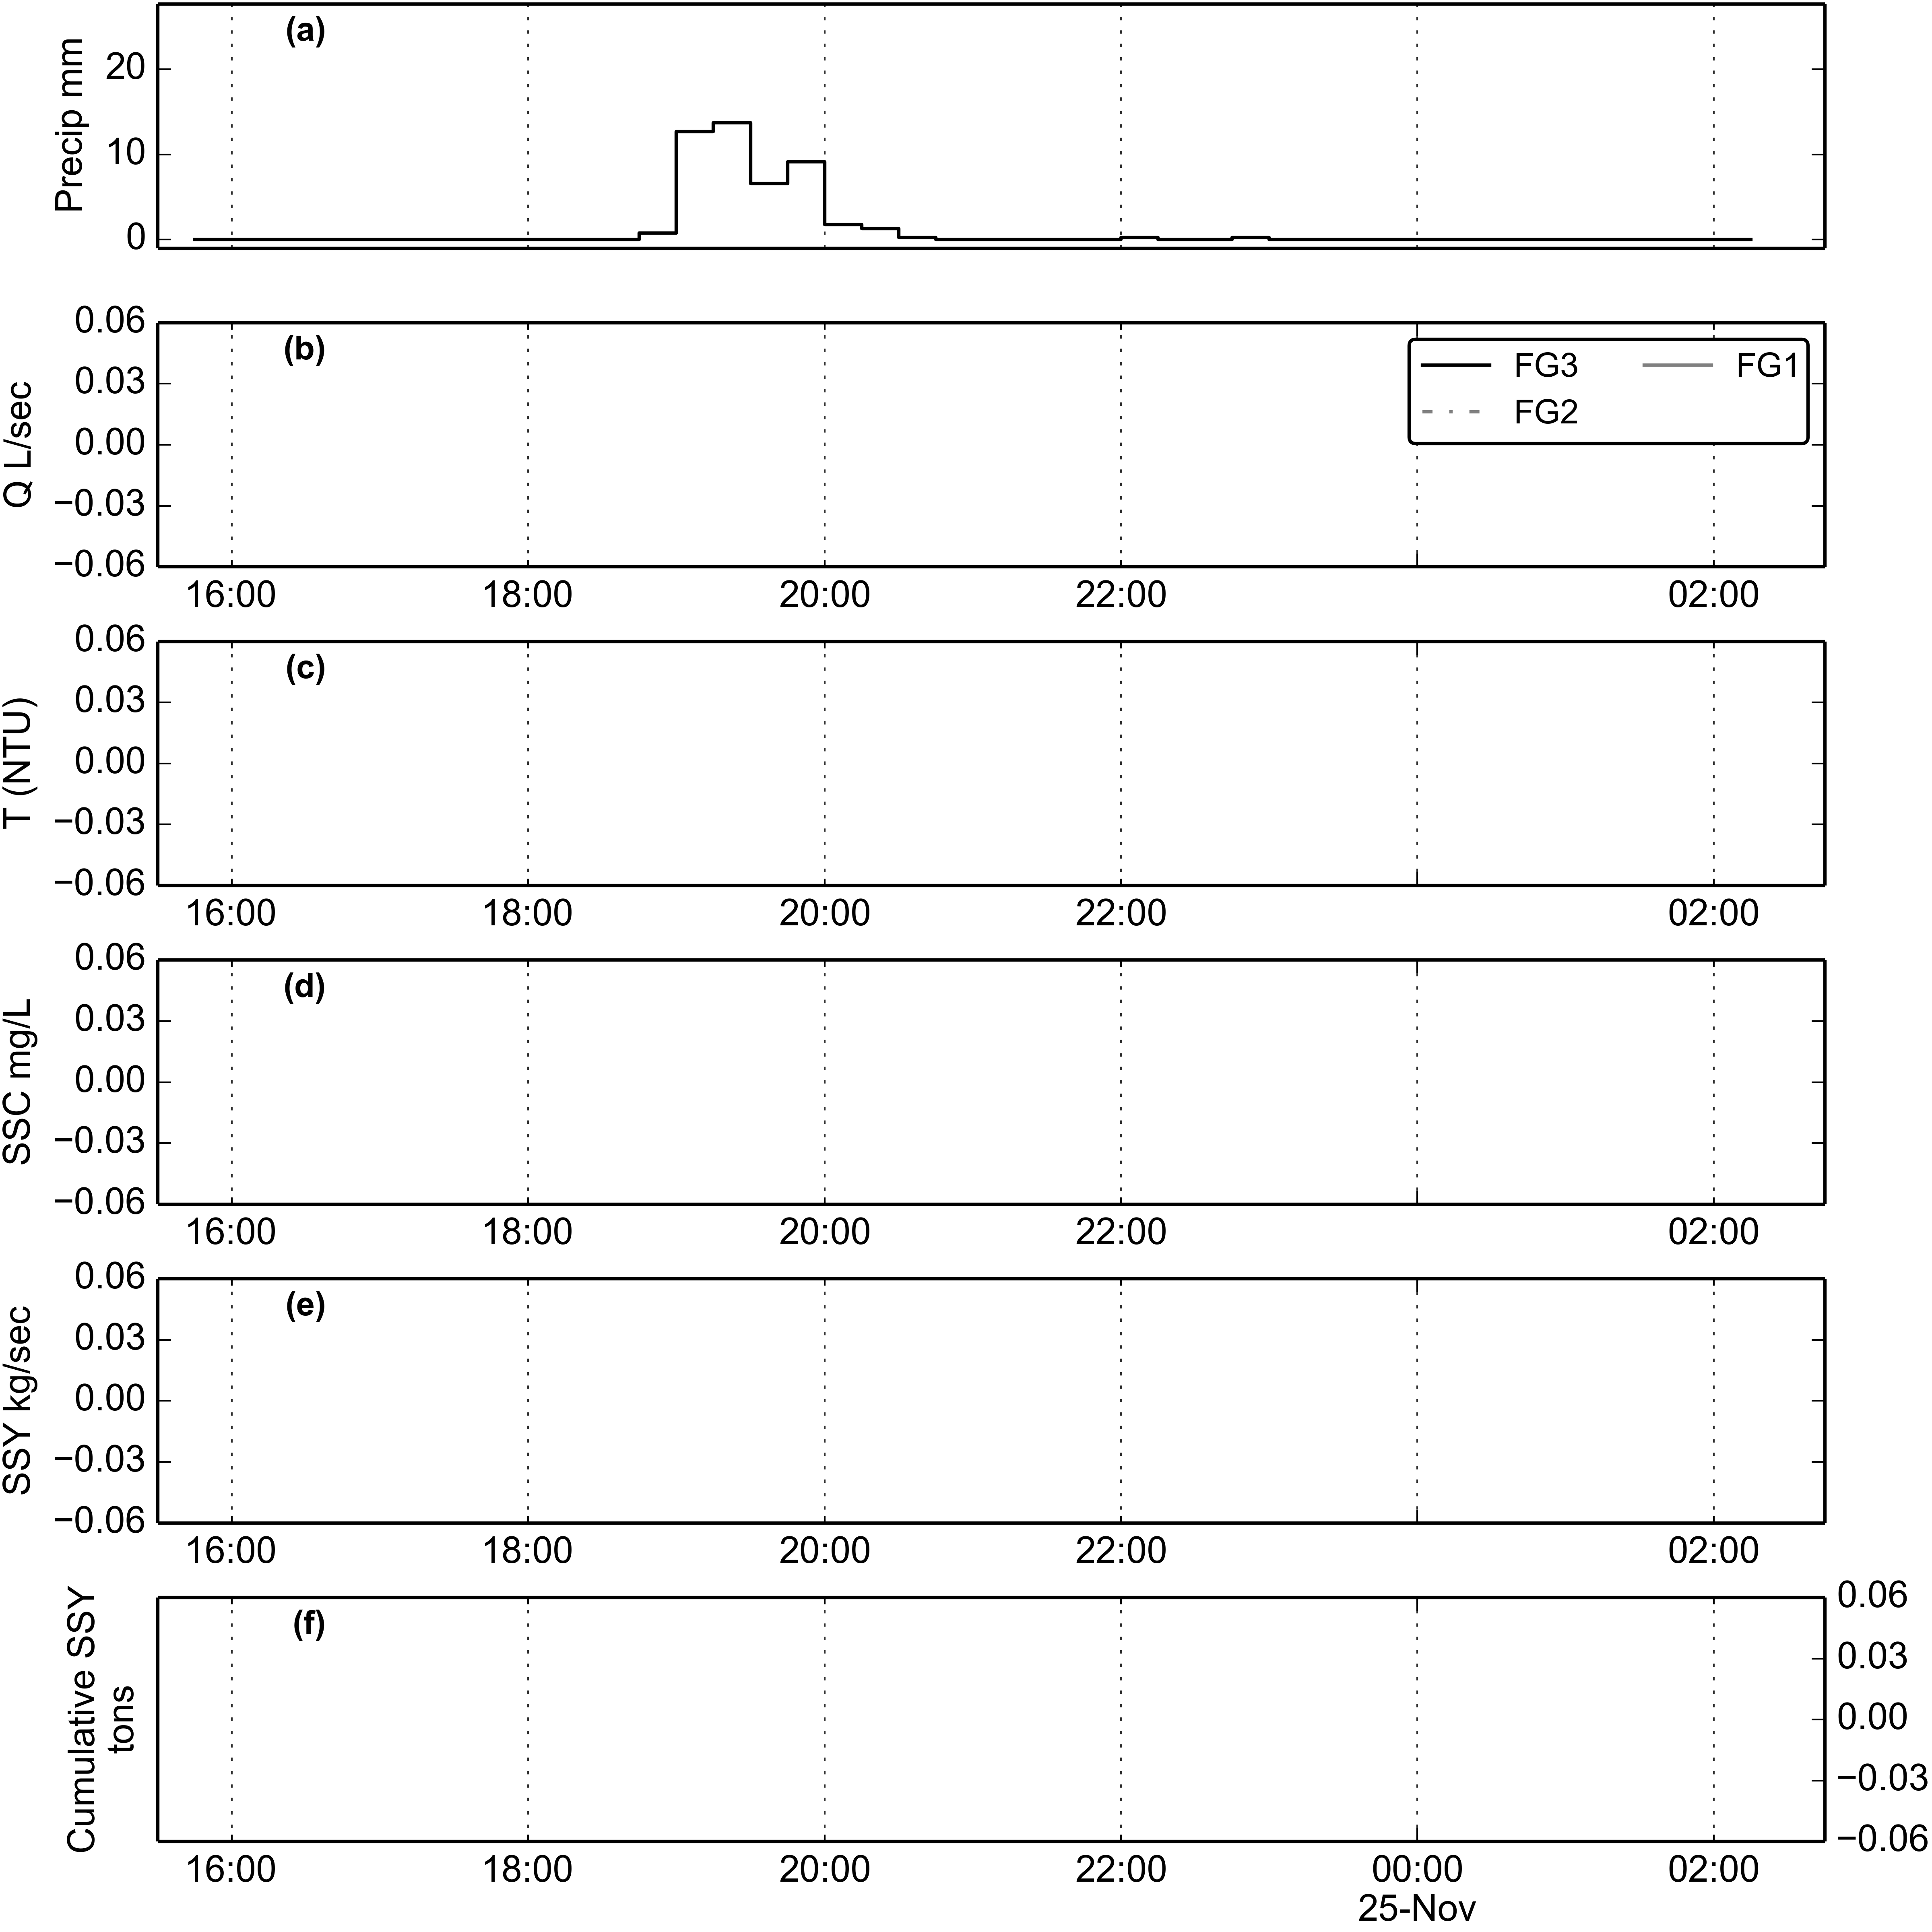 (a)
Precip mm
20
10
0
(b)
Q L/sec
0.06
0.03
0.00
−0.03
−0.06
FG3 FG1
FG2
16:00 18:00 20:00 22:00 02:00
(c)
T (NTU)
0.06
0.03
0.00
−0.03
−0.06
16:00 18:00 20:00 22:00 02:00
(d)
SSC mg/L
0.06
0.03
0.00
−0.03
−0.06
16:00 18:00 20:00 22:00 02:00
(e)
SSY kg/sec
0.06
0.03
0.00
−0.03
−0.06
16:00 18:00 20:00 22:00 02:00
(f)
Cumulative SSY
tons
0.06
0.03
0.00
−0.03
−0.06
16:00 18:00 20:00 22:00 00:00 02:00
25-Nov